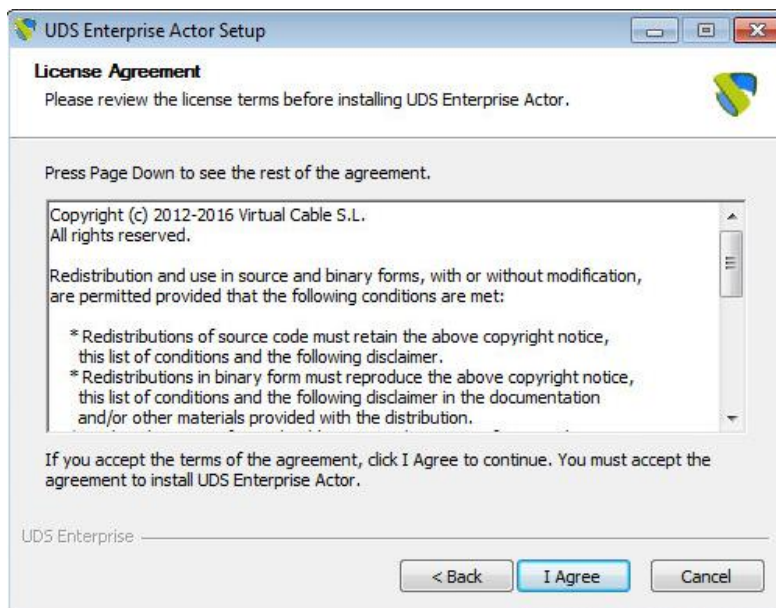 UDS Enterprise Actor Setup
License Agreement
Please review the license terms before installing UDS Enterprise Actor.
Press Page Down to see the rest of the agreement.
Copyright (c) 2012-2016 Virtual Cable S.L.
All rights reserved.
Redistribution and use in source and binary forms, with or without modification,
are permitted provided that the following conditions are met:
* Redistributions of source code must retain the above copyright notice,
this list of conditions and the following disclaimer.
* Redistributions in binary form must reproduce the above copyright notice,
this list of conditions and the following disclaimer in the documentation
and/or other materials provided with the distribution.
If you accept the terms of the agreement, click I Agree to continue. You must accept the
agreement to install UDS Enterprise Actor.
UDS Enterprise
< Back
I Agree
Cancel